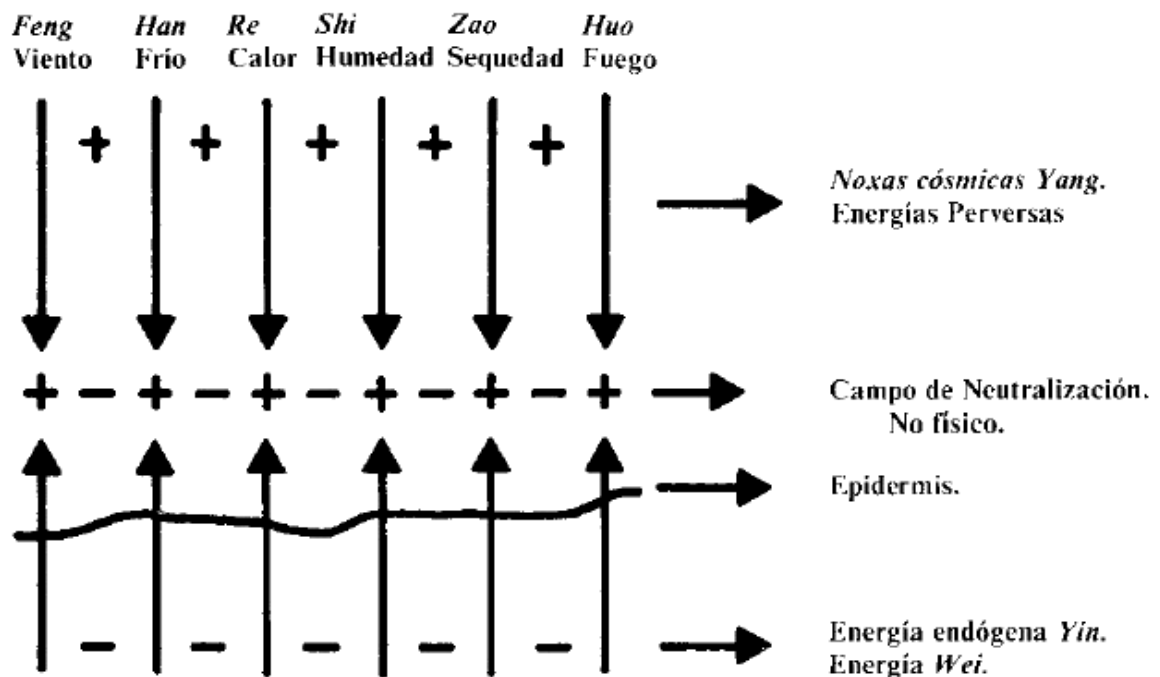 Feng Han Re Shi Zao Huo
Viento Frío Calor Humedad Sequedad Fuego
+ + + + +
Noxas cósmicas Yang.
Energías Perversas
+ − + − + − + − + − +
Campo de Neutralización.
No físico.
Epidermis.
− − − − −
Energía endógena Yin.
Energía Wei.